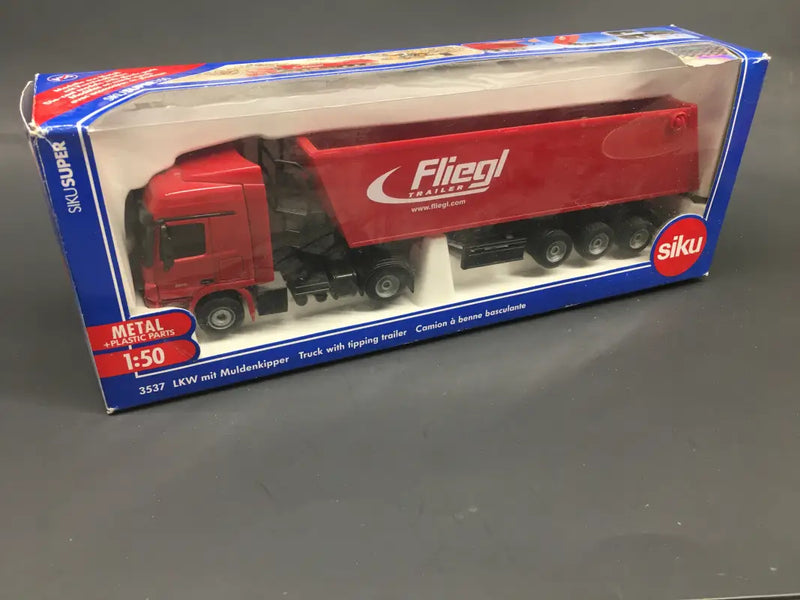 SIKUSUPER
Fliegl
TRAILER
www.fliegl.com
siku
METAL
+PLASTIC PARTS
1:50
3537 LKW mit Muldenkipper Truck with tipping trailer Camion à benne basculante